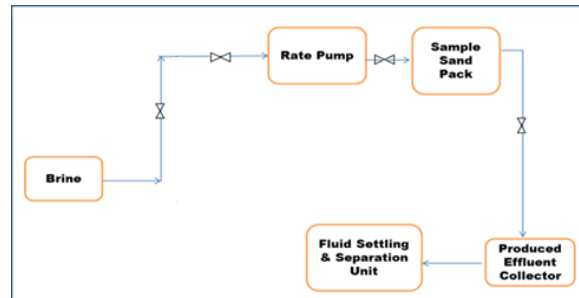 Rate Pump
Sample
Sand
Pack
Brine
Fluid Settling
& Separation
Unit
Produced
Effluent
Collector